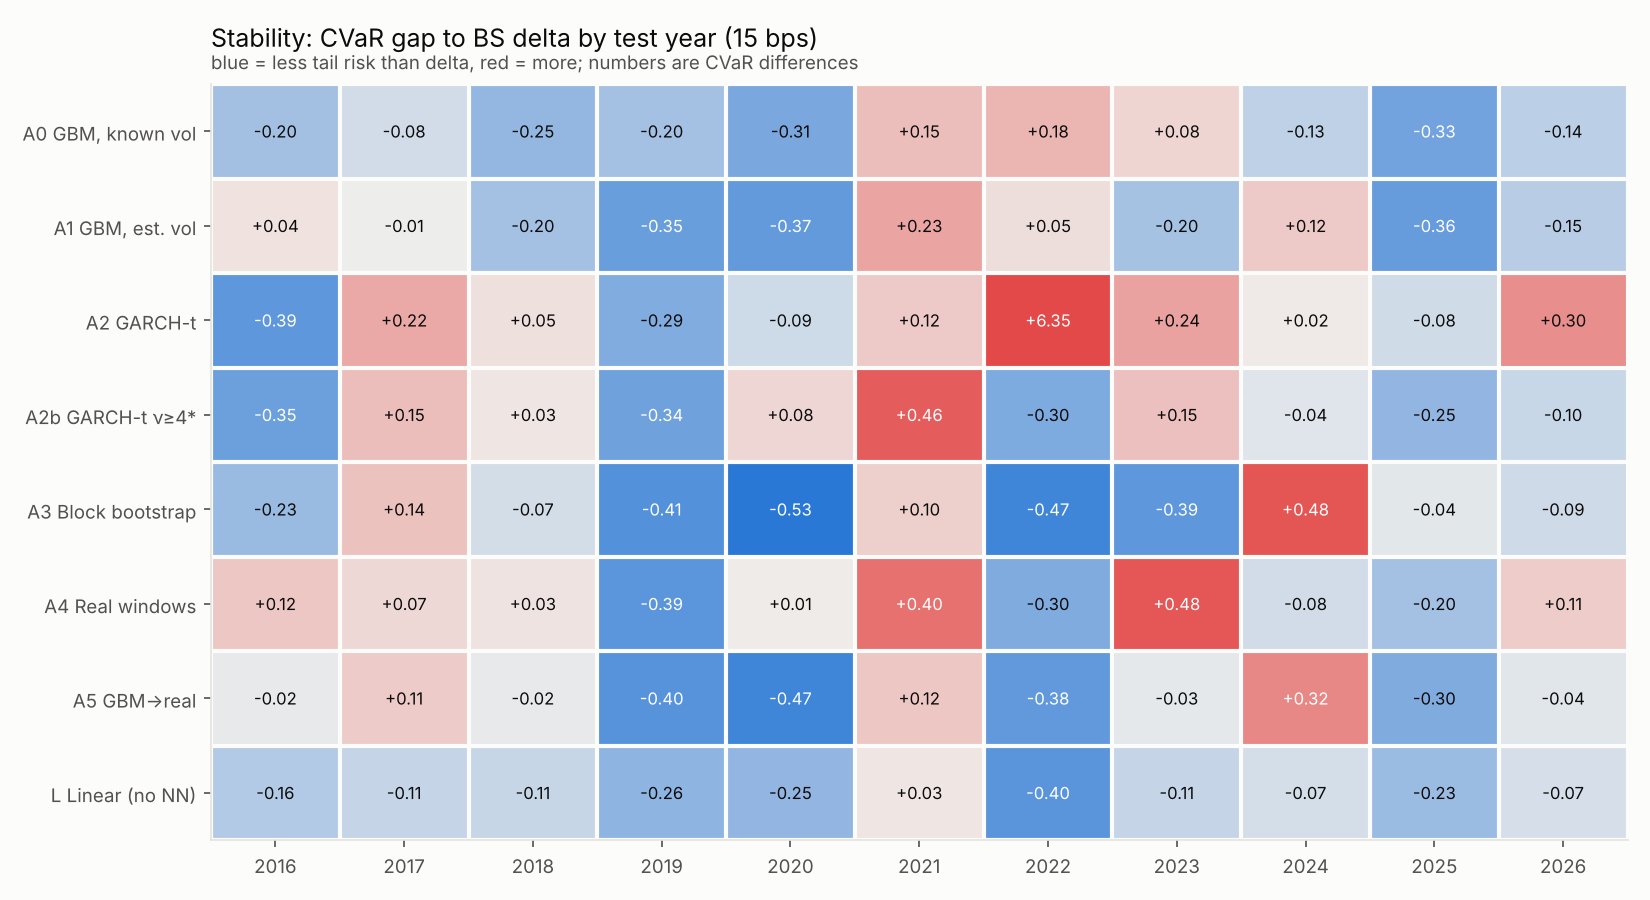 Stability: CVaR gap to BS delta by test year (15 bps)
blue = less tail risk than delta, red = more; numbers are CVaR differences
A0 GBM, known vol -0.20 -0.08 -0.25 -0.20 -0.31 +0.15 +0.18 +0.08 -0.13 -0.33 -0.14
A1 GBM, est. vol +0.04 -0.01 -0.20 -0.35 -0.37 +0.23 +0.05 -0.20 +0.12 -0.36 -0.15
A2 GARCH-t -0.39 +0.22 +0.05 -0.29 -0.09 +0.12 +6.35 +0.24 +0.02 -0.08 +0.30
A2b GARCH-t ν≥4* -0.35 +0.15 +0.03 -0.34 +0.08 +0.46 -0.30 +0.15 -0.04 -0.25 -0.10
A3 Block bootstrap -0.23 +0.14 -0.07 -0.41 -0.53 +0.10 -0.47 -0.39 +0.48 -0.04 -0.09
A4 Real windows +0.12 +0.07 +0.03 -0.39 +0.01 +0.40 -0.30 +0.48 -0.08 -0.20 +0.11
A5 GBM→real -0.02 +0.11 -0.02 -0.40 -0.47 +0.12 -0.38 -0.03 +0.32 -0.30 -0.04
L Linear (no NN) -0.16 -0.11 -0.11 -0.26 -0.25 +0.03 -0.40 -0.11 -0.07 -0.23 -0.07
2016 2017 2018 2019 2020 2021 2022 2023 2024 2025 2026